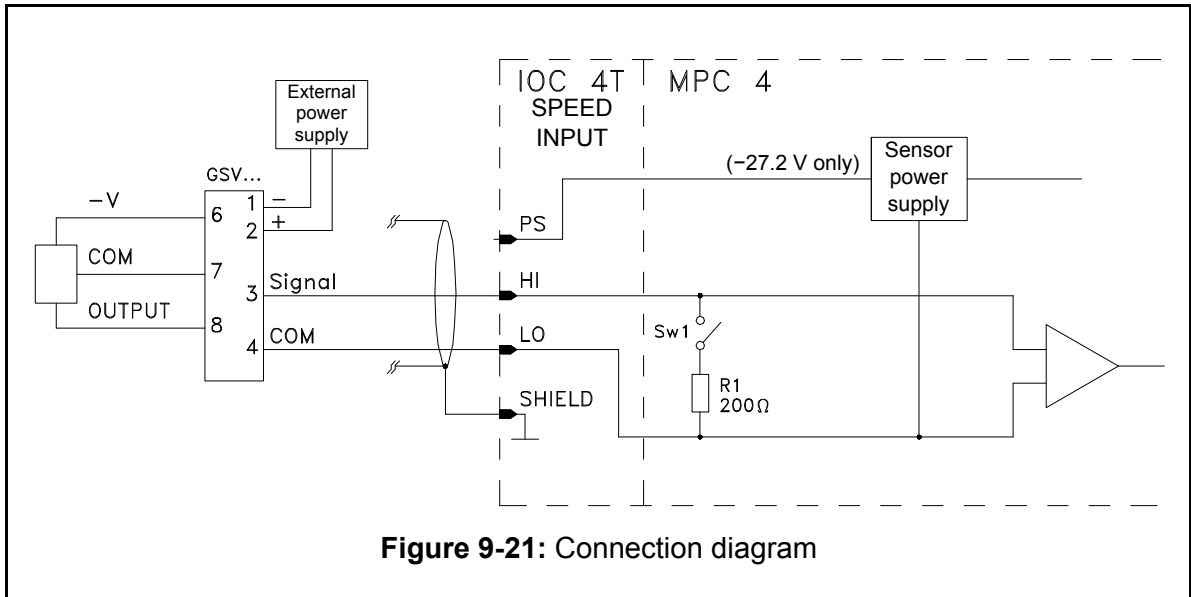 IOC 4T
MPC 4
SPEED
INPUT
External
power
supply
GSV...
(−27.2 V only)
Sensor
power
supply
−V
6
1
−
2
+
PS
COM
7
HI
3
Signal
OUTPUT
8
Sw1
LO
4
COM
R1
200Ω
SHIELD
Figure 9-21: Connection diagram